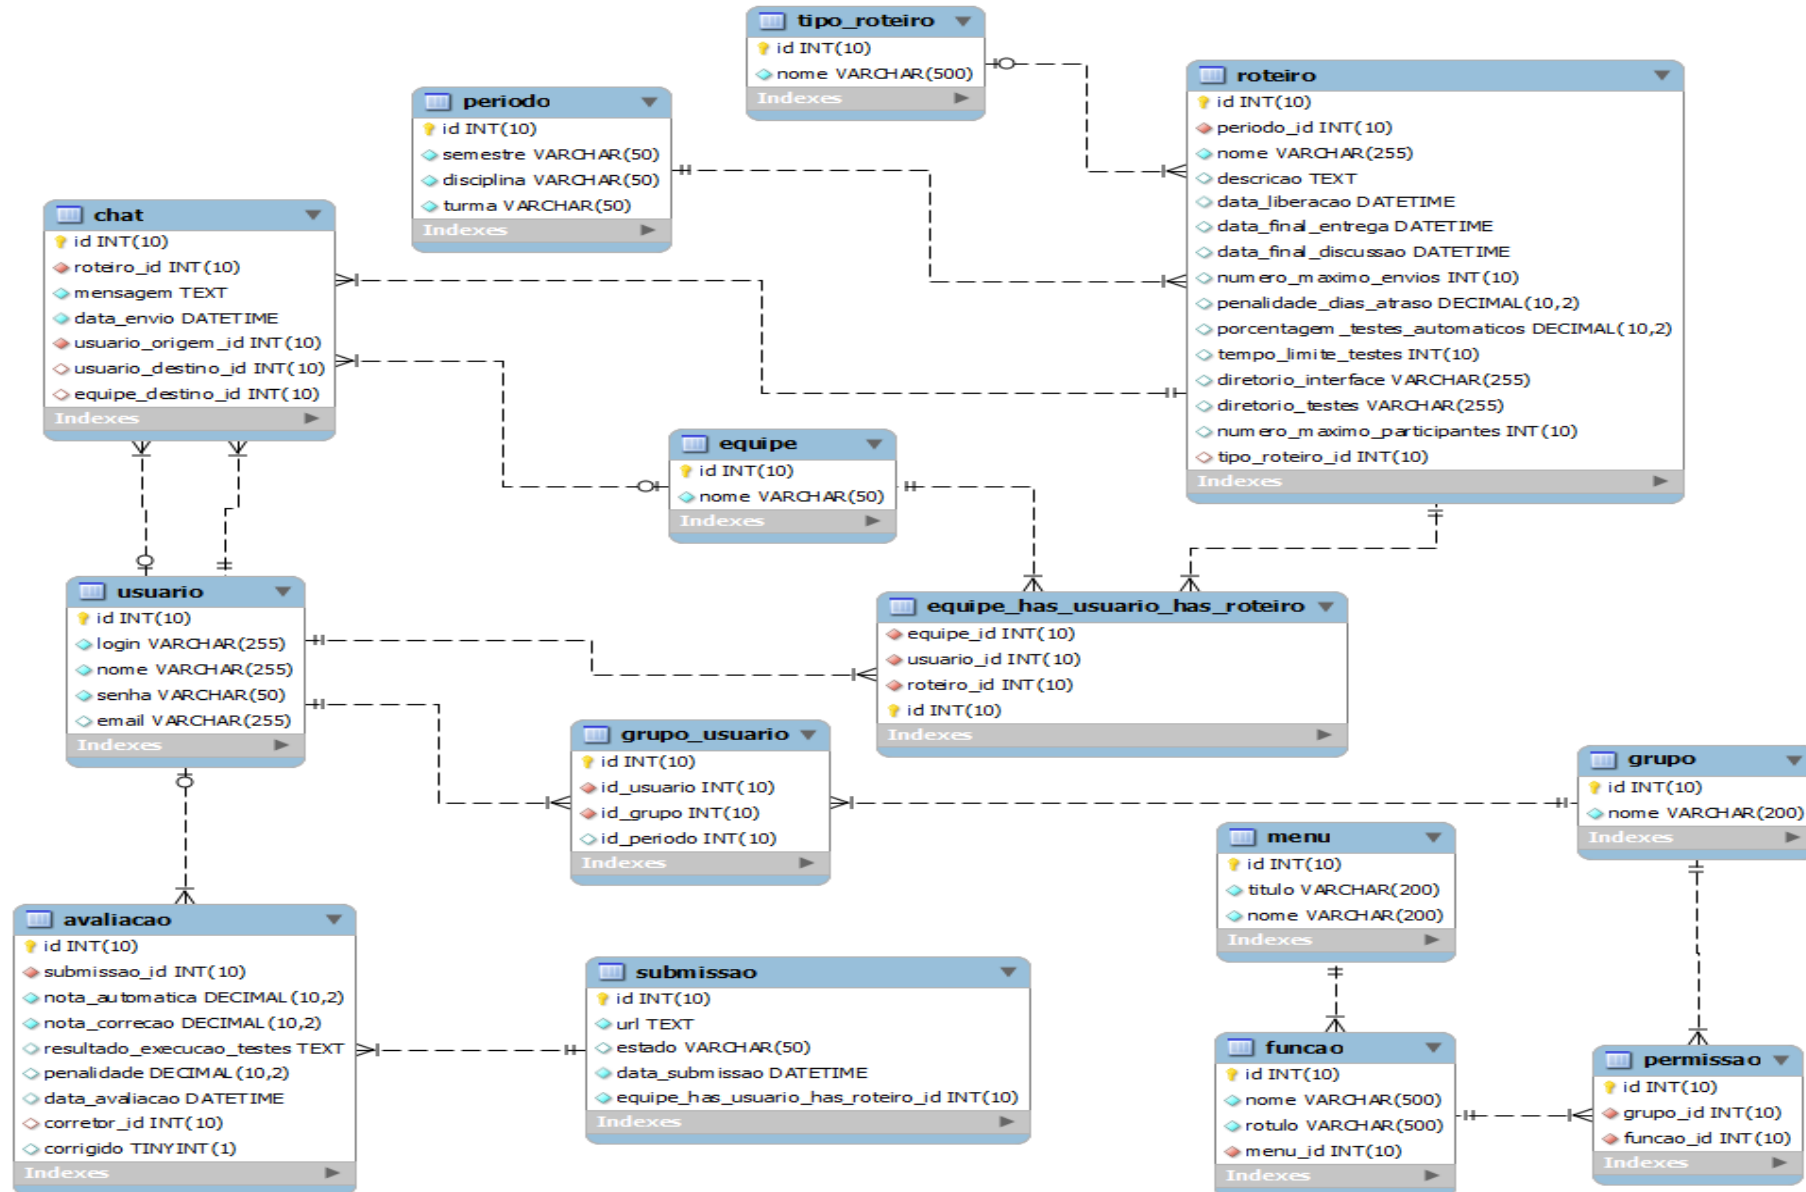 tipo_roteiro
id INT(10)
nome VARCHAR(500)
Indexes
roteiro
id INT(10)
periodo_id INT(10)
nome VARCHAR(255)
descricao TEXT
data_liberacao DATETIME
data_final_entrega DATETIME
data_final_discussao DATETIME
numero_maximo_envios INT(10)
penalidade_dias_atraso DECIMAL(10,2)
porcentagem_testes_automaticos DECIMAL(10,2)
tempo_limite_testes INT(10)
diretorio_interface VARCHAR(255)
diretorio_testes VARCHAR(255)
numero_maximo_participantes INT(10)
tipo_roteiro_id INT(10)
Indexes
periodo
id INT(10)
semestre VARCHAR(50)
disciplina VARCHAR(50)
turma VARCHAR(50)
Indexes
chat
id INT(10)
roteiro_id INT(10)
mensagem TEXT
data_envio DATETIME
usuario_origem_id INT(10)
usuario_destino_id INT(10)
equipe_destino_id INT(10)
Indexes
equipe
id INT(10)
nome VARCHAR(50)
Indexes
usuario
id INT(10)
login VARCHAR(255)
nome VARCHAR(255)
senha VARCHAR(50)
email VARCHAR(255)
Indexes
equipe_has_usuario_has_roteiro
equipe_id INT(10)
usuario_id INT(10)
roteiro_id INT(10)
id INT(10)
Indexes
grupo_usuario
id INT(10)
id_usuario INT(10)
id_grupo INT(10)
id_periodo INT(10)
Indexes
grupo
id INT(10)
nome VARCHAR(200)
Indexes
menu
id INT(10)
titulo VARCHAR(200)
nome VARCHAR(200)
Indexes
avaliacao
id INT(10)
submissao_id INT(10)
nota_automatica DECIMAL(10,2)
nota_correcao DECIMAL(10,2)
resultado_execucao_testes TEXT
penalidade DECIMAL(10,2)
data_avaliacao DATETIME
corretor_id INT(10)
corrigido TINYINT(1)
Indexes
submissao
id INT(10)
url TEXT
estado VARCHAR(50)
data_submissao DATETIME
equipe_has_usuario_has_roteiro_id INT(10)
Indexes
funcao
id INT(10)
nome VARCHAR(500)
rotulo VARCHAR(500)
menu_id INT(10)
Indexes
permissao
id INT(10)
grupo_id INT(10)
funcao_id INT(10)
Indexes